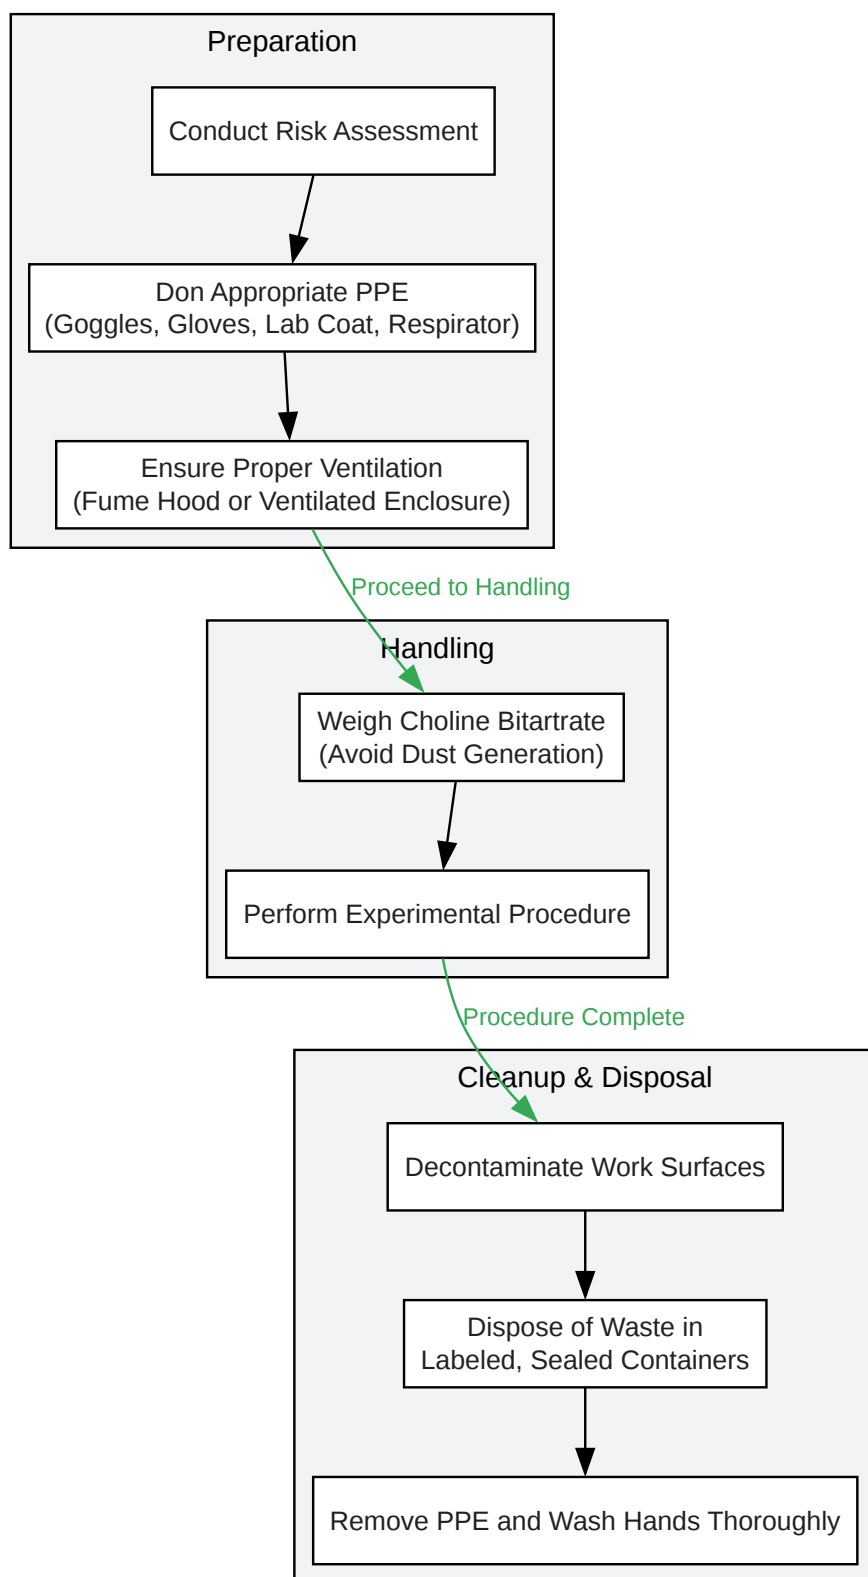 Preparation
Conduct Risk Assessment
Don Appropriate PPE
(Goggles, Gloves, Lab Coat, Respirator)
Ensure Proper Ventilation
(Fume Hood or Ventilated Enclosure)
Proceed to Handling
Handling
Weigh Choline Bitartrate
(Avoid Dust Generation)
Perform Experimental Procedure
Procedure Complete
Cleanup & Disposal
Decontaminate Work Surfaces
Dispose of Waste in
Labeled, Sealed Containers
Remove PPE and Wash Hands Thoroughly